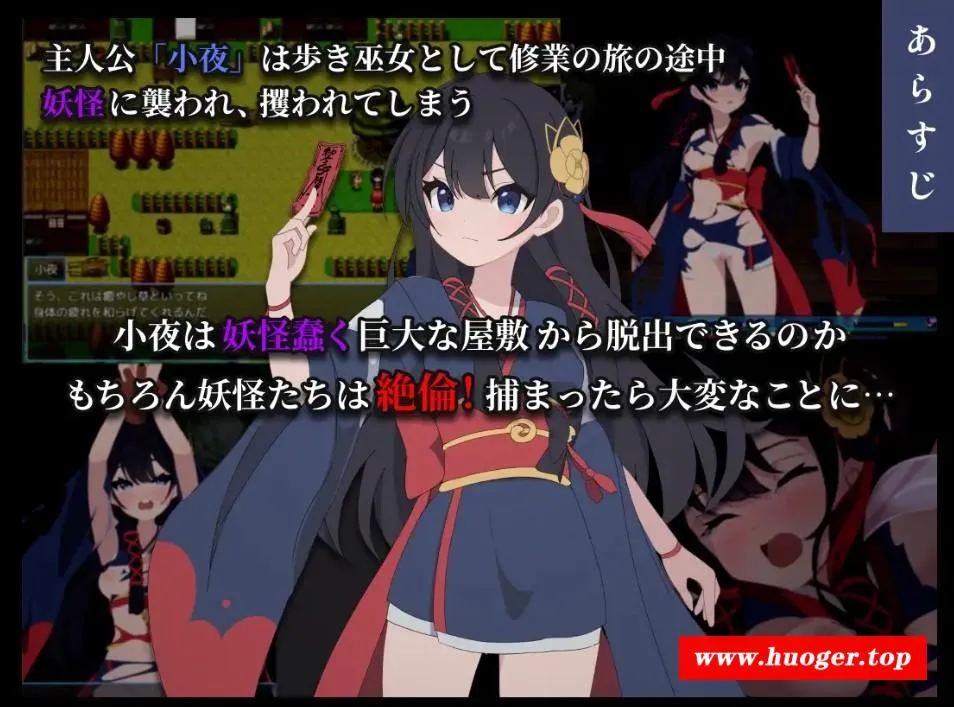 あらすじ
主人公「小夜」は歩き巫女として修業の旅の途中
妖怪に襲われ、攫われてしまう
小夜
そう、これは癒やし草といってね
身体の疲れを和らげてくれるんだ
小夜は妖怪蠢く巨大な屋敷から脱出できるのか
もちろん妖怪たちは絶倫！捕まったら大変なことに…
www.huoger.top